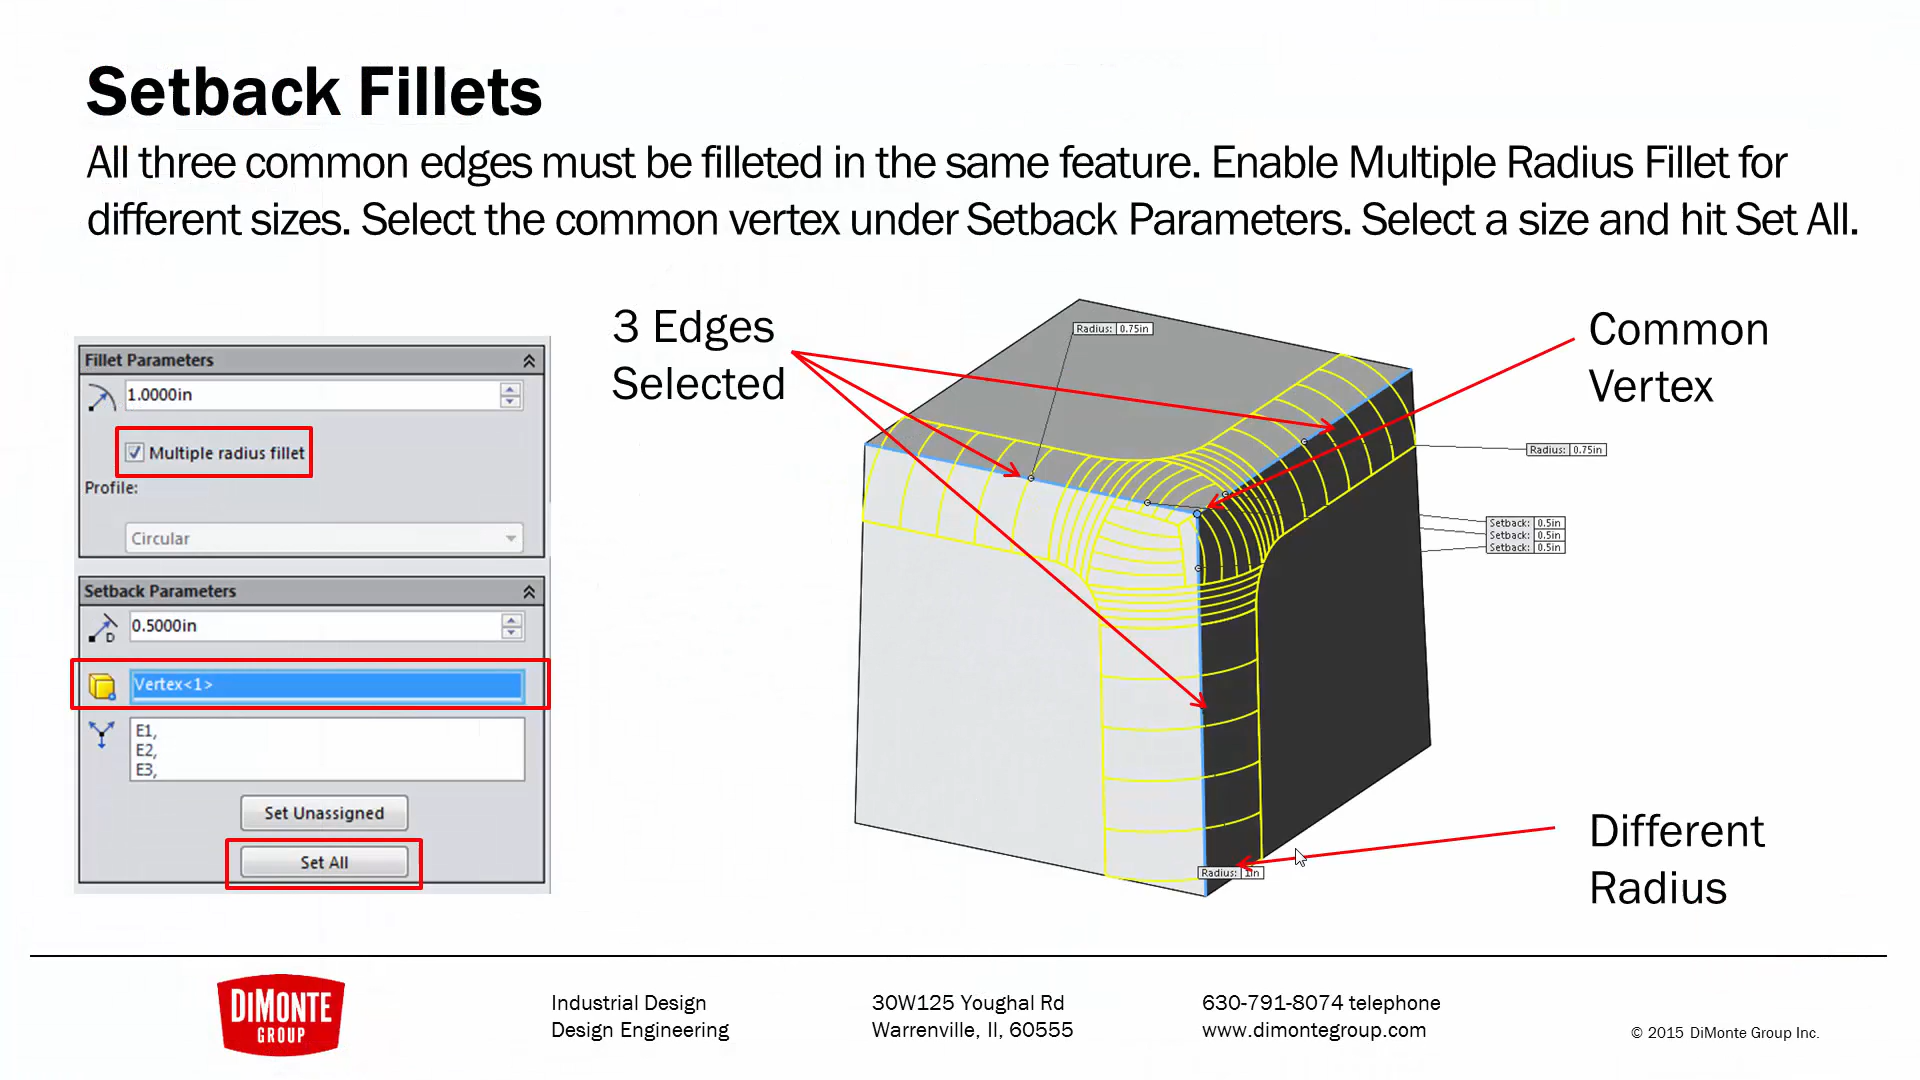 Setback Fillets
All three common edges must be filleted in the same feature. Enable Multiple Radius Fillet for
different sizes. Select the common vertex under Setback Parameters. Select a size and hit Set All.
Fillet Parameters
1.0000in
Multiple radius fillet
Profile:
Circular
Setback Parameters
D
0.5000in
Vertex<1>
E1,
E2,
E3,
Set Unassigned
Set All
3 Edges
Selected
Radius: 0.75in
Common
Vertex
Radius: 0.75in
Setback: 0.5in
Setback: 0.5in
Setback: 0.5in
Different
Radius
Radius: 1in
DIMONTE
GROUP
Industrial Design
Design Engineering
30W125 Youghal Rd
Warrenville, Il, 60555
630-791-8074 telephone
www.dimontegroup.com
© 2015 DiMonte Group Inc.